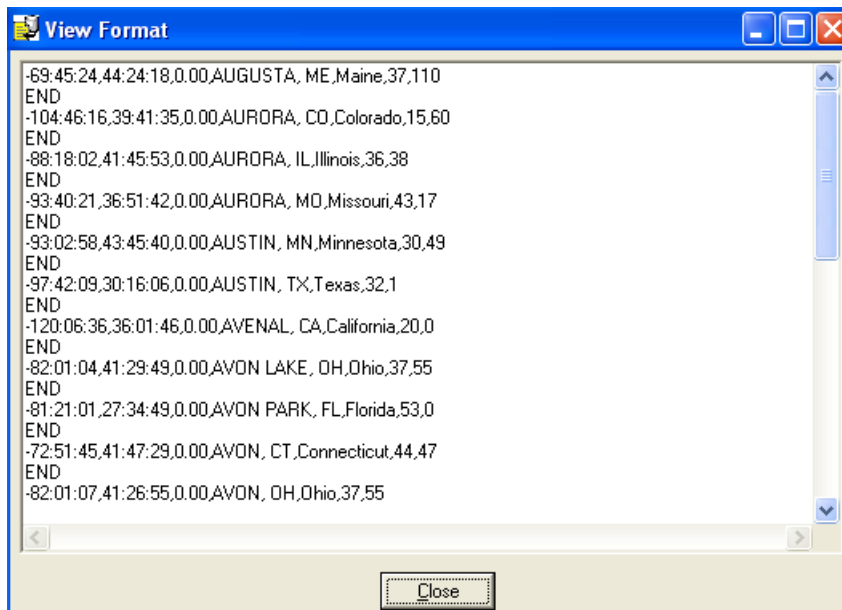 View Format
-69:45:24,44:24:18,0.00,AUGUSTA, ME,Maine,37,110
END
-104:46:16,39:41:35,0.00,AURORA, CO,Colorado,15,60
END
-88:18:02,41:45:53,0.00,AURORA, IL,Illinois,36,38
END
-93:40:21,36:51:42,0.00,AURORA, MO,Missouri,43,17
END
-93:02:58,43:45:40,0.00,AUSTIN, MN,Minnesota,30,49
END
-97:42:09,30:16:06,0.00,AUSTIN, TX,Texas,32,1
END
-120:06:36,36:01:46,0.00,AVENAL, CA,California,20,0
END
-82:01:04,41:29:49,0.00,AVON LAKE, OH,Ohio,37,55
END
-81:21:01,27:34:49,0.00,AVON PARK, FL,Florida,53,0
END
-72:51:45,41:47:29,0.00,AVON, CT,Connecticut,44,47
END
-82:01:07,41:26:55,0.00,AVON, OH,Ohio,37,55
Close